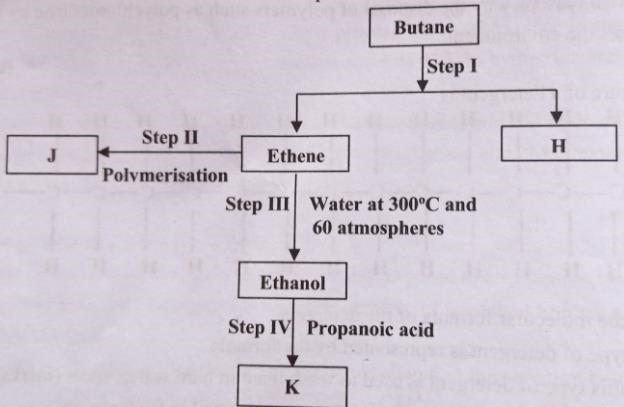 Butane
Step I
Step II
J
Ethene
H
Polymerisation
Step III
Water at 300°C and
60 atmospheres
Ethanol
Step IV
Propanoic acid
K